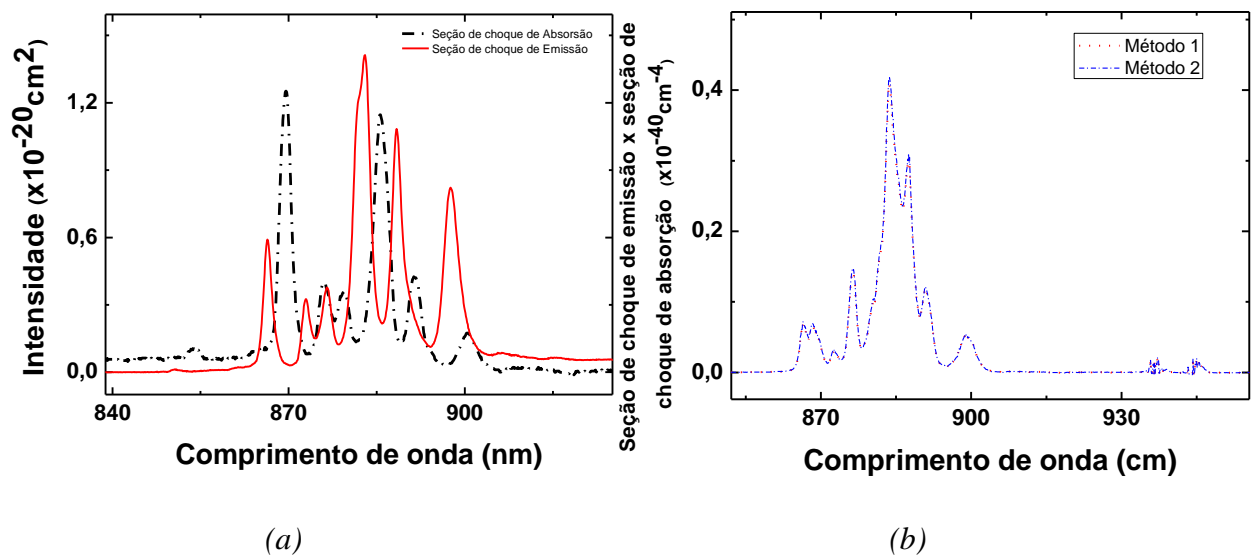 Seção de choque de Absorsão
Seção de choque de Emissão
Intensidade (x10⁻²⁰cm²
1,2
0,6
0,0
840
870
900
Comprimento de onda (nm)
(a)
Seção de choque de emissão x sesção de
choque de absorção (x10⁻⁴⁰cm⁻⁴)
Método 1
Método 2
0,4
0,2
0,0
870
900
930
Comprimento de onda (cm)
(b)